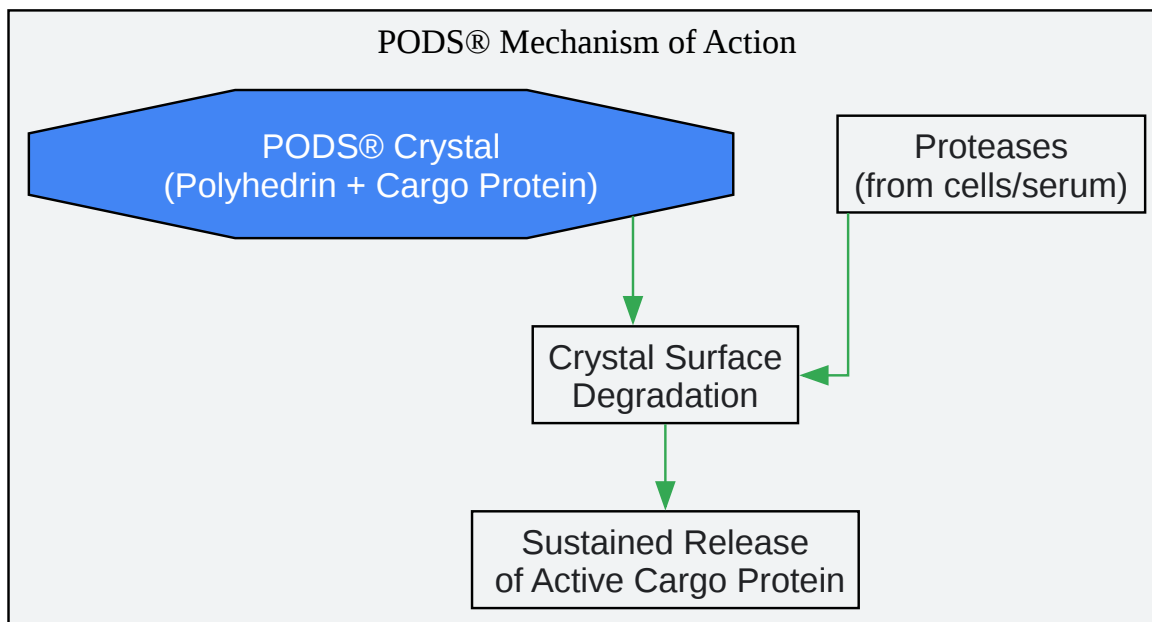 PODS® Mechanism of Action
PODS® Crystal
(Polyhedrin + Cargo Protein)
Proteases
(from cells/serum)
Crystal Surface
Degradation
Sustained Release
of Active Cargo Protein